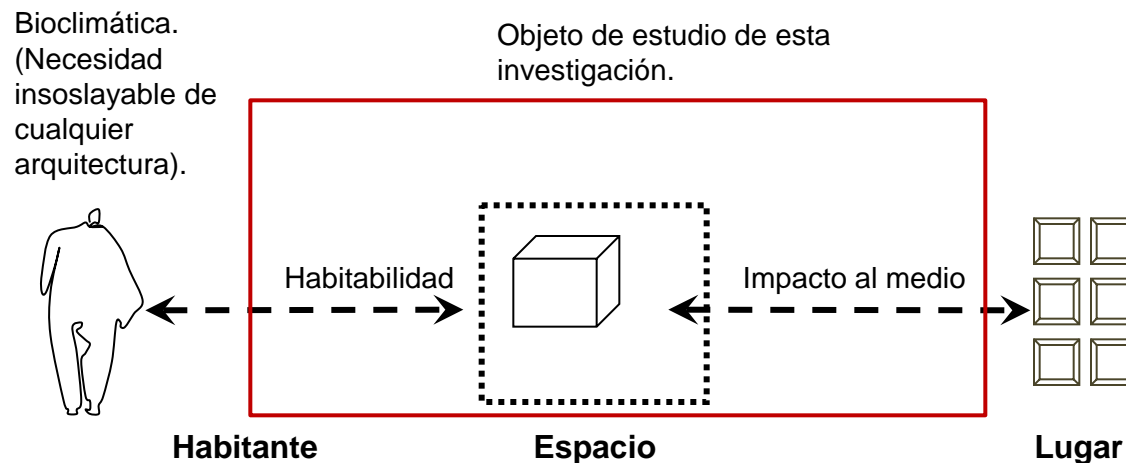 Bioclimática.
(Necesidad
insoslayable de
cualquier
arquitectura).
Objeto de estudio de esta
investigación.
Habitabilidad
Impacto al medio
Habitante
Espacio
Lugar